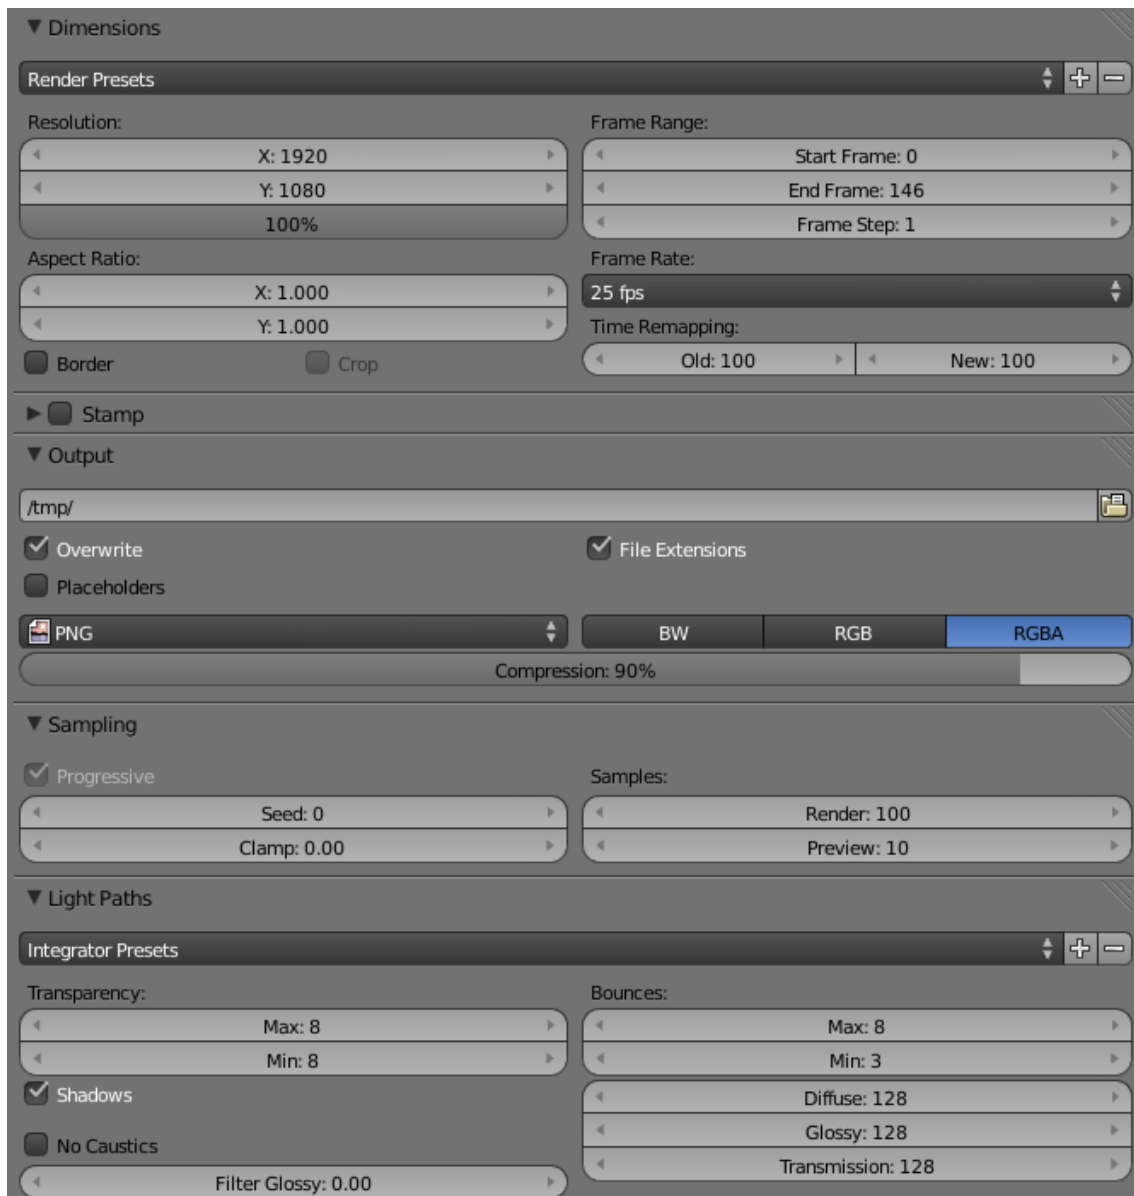 Dimensions
Render Presets
Resolution:
X: 1920
Y: 1080
100%
Aspect Ratio:
X: 1.000
Y: 1.000
Border Crop
Frame Range:
Start Frame: 0
End Frame: 146
Frame Step: 1
Frame Rate:
25 fps
Time Remapping:
Old: 100 New: 100
Stamp
Output
/tmp/
Overwrite File Extensions
Placeholders
PNG BW RGB RGBA
Compression: 90%
Sampling
Progressive
Seed: 0
Clamp: 0.00
Samples:
Render: 100
Preview: 10
Light Paths
Integrator Presets
Transparency:
Max: 8
Min: 8
Shadows
No Caustics
Filter Glossy: 0.00
Bounces:
Max: 8
Min: 3
Diffuse: 128
Glossy: 128
Transmission: 128